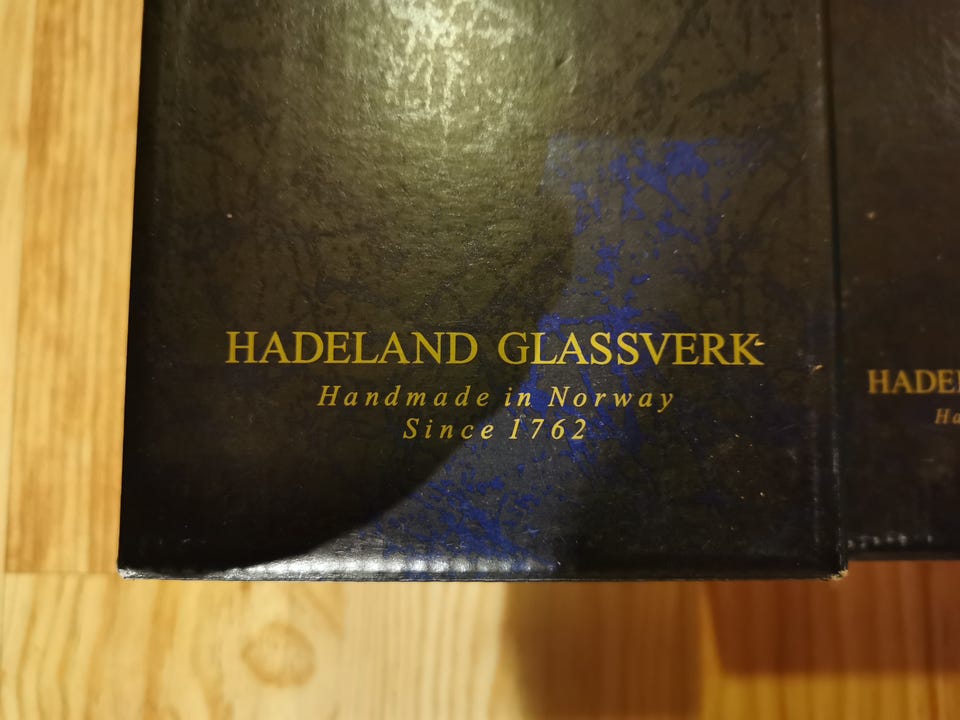 HADELAND GLASSVERK
Handmade in Norway
Since 1762